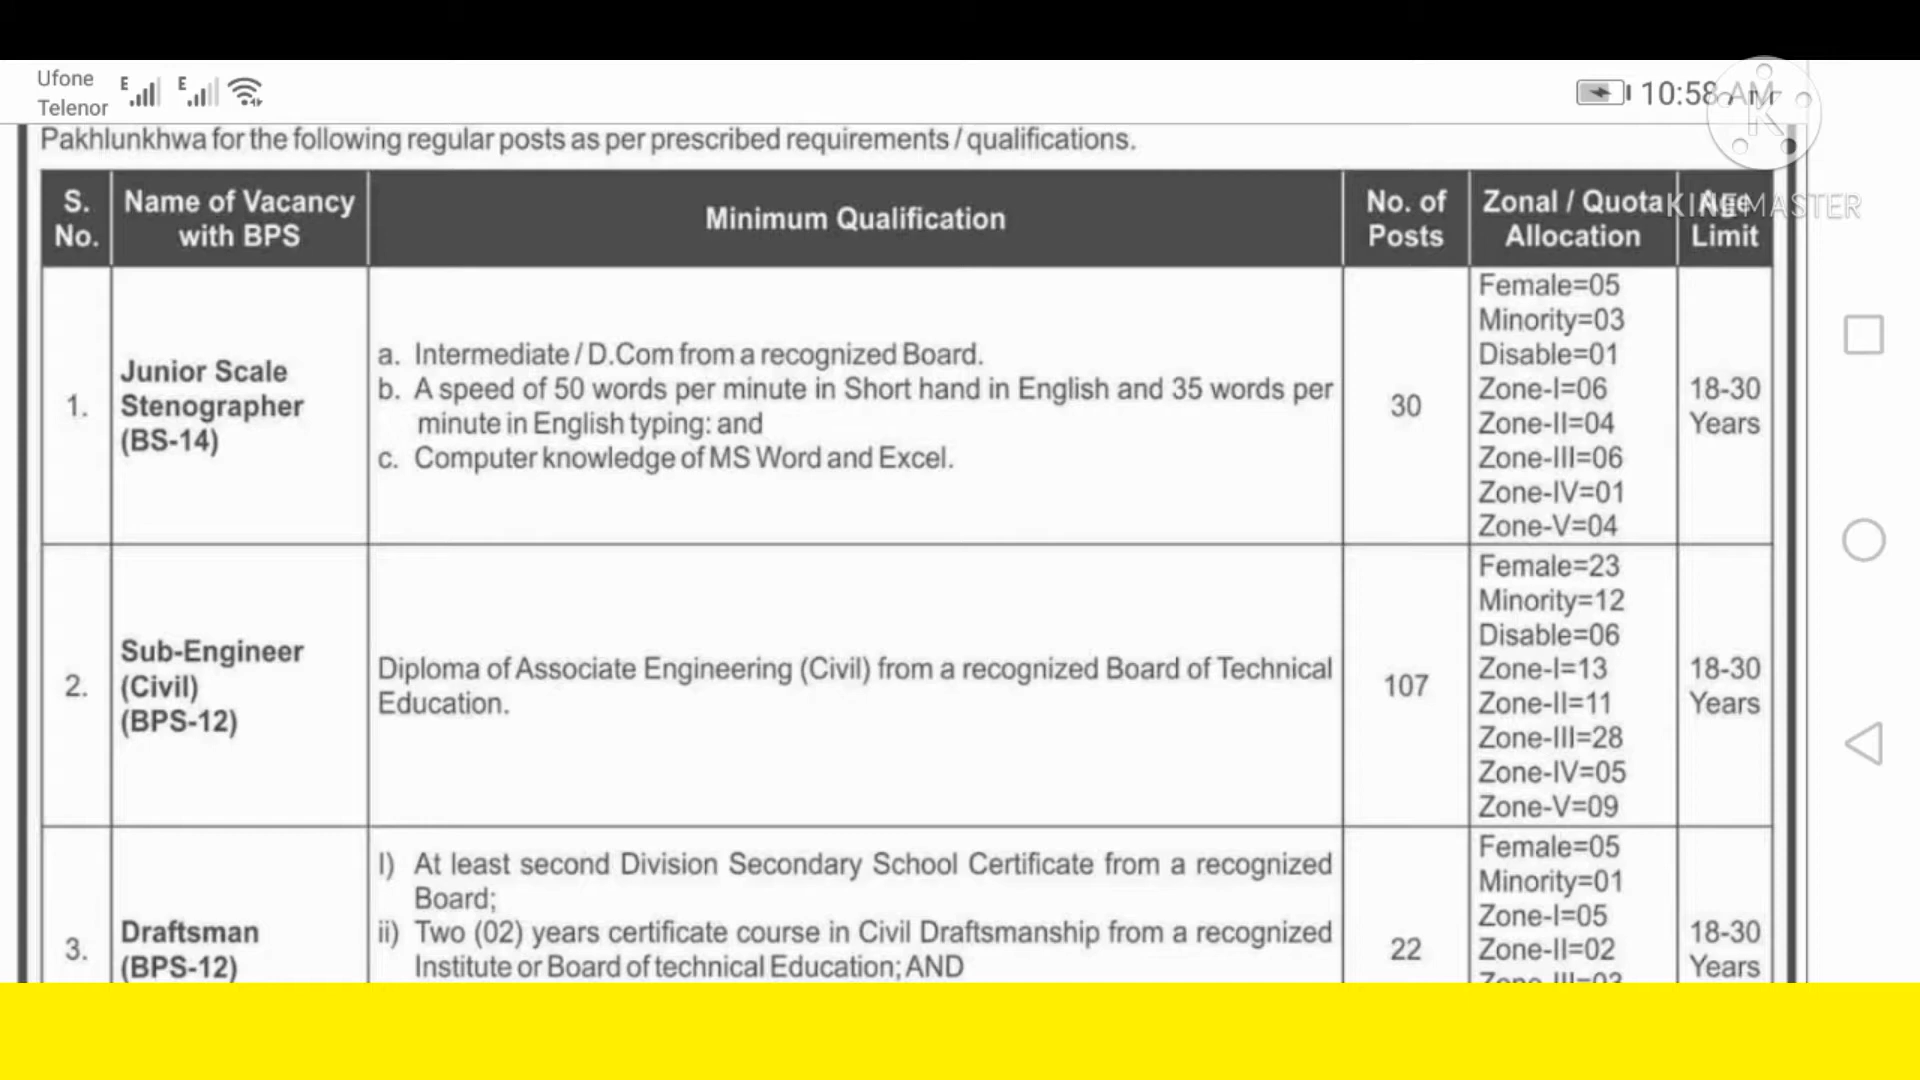 Ufone
Telenor
E
E
10:58 AM
Pakhlunkhwa for the following regular posts as per prescribed requirements / qualifications.
S. No.
Name of Vacancy with BPS
Minimum Qualification
No. of Posts
Zonal / Quota Allocation
Age Limit
K
KINEMASTER
1.
Junior Scale
Stenographer
(BS-14)
a. Intermediate / D.Com from a recognized Board.
b. A speed of 50 words per minute in Short hand in English and 35 words per
minute in English typing: and
c. Computer knowledge of MS Word and Excel.
30
Female=05
Minority=03
Disable=01
Zone-I=06
Zone-II=04
Zone-III=06
Zone-IV=01
Zone-V=04
18-30
Years
2.
Sub-Engineer
(Civil)
(BPS-12)
Diploma of Associate Engineering (Civil) from a recognized Board of Technical
Education.
107
Female=23
Minority=12
Disable=06
Zone-I=13
Zone-II=11
Zone-III=28
Zone-IV=05
Zone-V=09
18-30
Years
3.
Draftsman
(BPS-12)
I) At least second Division Secondary School Certificate from a recognized
Board;
ii) Two (02) years certificate course in Civil Draftsmanship from a recognized
Institute or Board of technical Education; AND
22
Female=05
Minority=01
Zone-I=05
Zone-II=02
18-30
Years